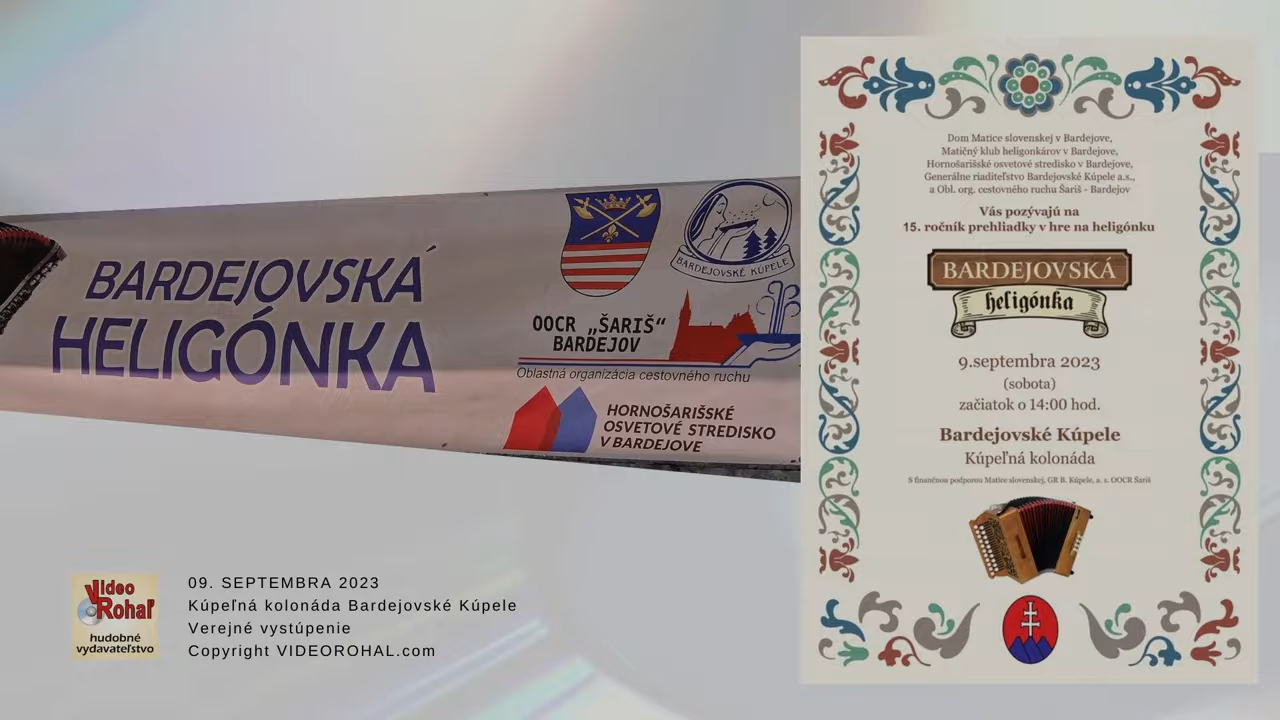 BARDEJOVSKÁ
HELIGÓNKA
BARDEJOVSKÉ KÚPELE
OOCR „ŠARIŠ“
BARDEJOV
Oblastná organizácia cestovného ruchu
HORNOŠARIŠSKÉ
OSVETOVÉ STREDISKO
V BARDEJOVE
Dom Matice slovenskej v Bardejove,
Matičný klub heligonkárov v Bardejove,
Hornošarišské osvetové stredisko v Bardejove,
Generálne riaditeľstvo Bardejovské Kúpele a.s.,
a Obl. org. cestovného ruchu Šariš - Bardejov
Vás pozývajú na
15. ročník prehliadky v hre na heligónku
BARDEJOVSKÁ
heligónka
9.septembra 2023
(sobota)
začiatok o 14:00 hod.
Bardejovské Kúpele
Kúpeľná kolonáda
S finančnou podporou Matice slovenskej, GR B. Kúpele, a. s. OOCR Šariš
Video
Rohaľ
hudobné
vydavateľstvo
09. SEPTEMBRA 2023
Kúpeľná kolonáda Bardejovské Kúpele
Verejné vystúpenie
Copyright VIDEOROHAL.com